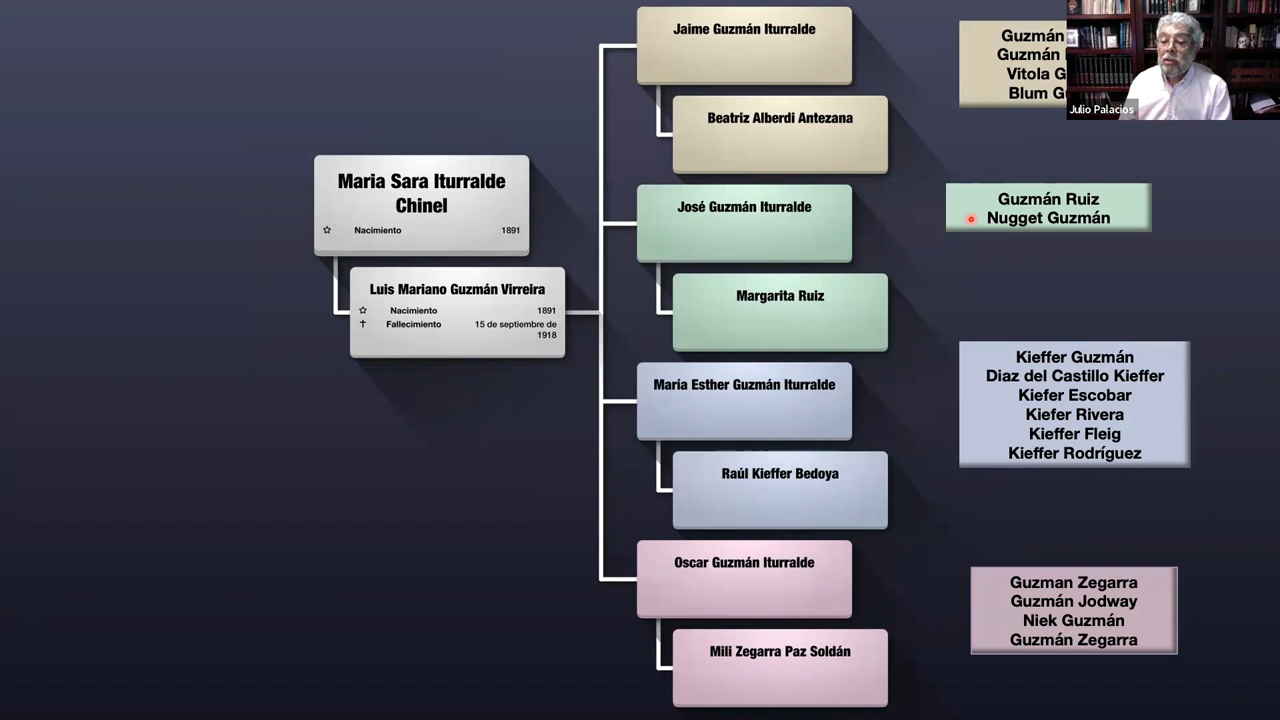 Maria Sara Iturralde
Chinel
Nacimiento 1891
Luis Mariano Guzmán Virreira
Nacimiento 1891
Fallecimiento 15 de septiembre de
1918
Jaime Guzmán Iturralde
Beatriz Alberdi Antezana
José Guzmán Iturralde
Margarita Ruiz
María Esther Guzmán Iturralde
Raúl Kieffer Bedoya
Oscar Guzmán Iturralde
Mili Zegarra Paz Soldán
Guzmán
Guzmán
Vitola
Blum
Julio Palacios
Guzmán Ruiz
Nugget Guzmán
Kieffer Guzmán
Diaz del Castillo Kieffer
Kiefer Escobar
Kiefer Rivera
Kieffer Fleig
Kieffer Rodríguez
Guzman Zegarra
Guzmán Jodway
Niek Guzmán
Guzmán Zegarra